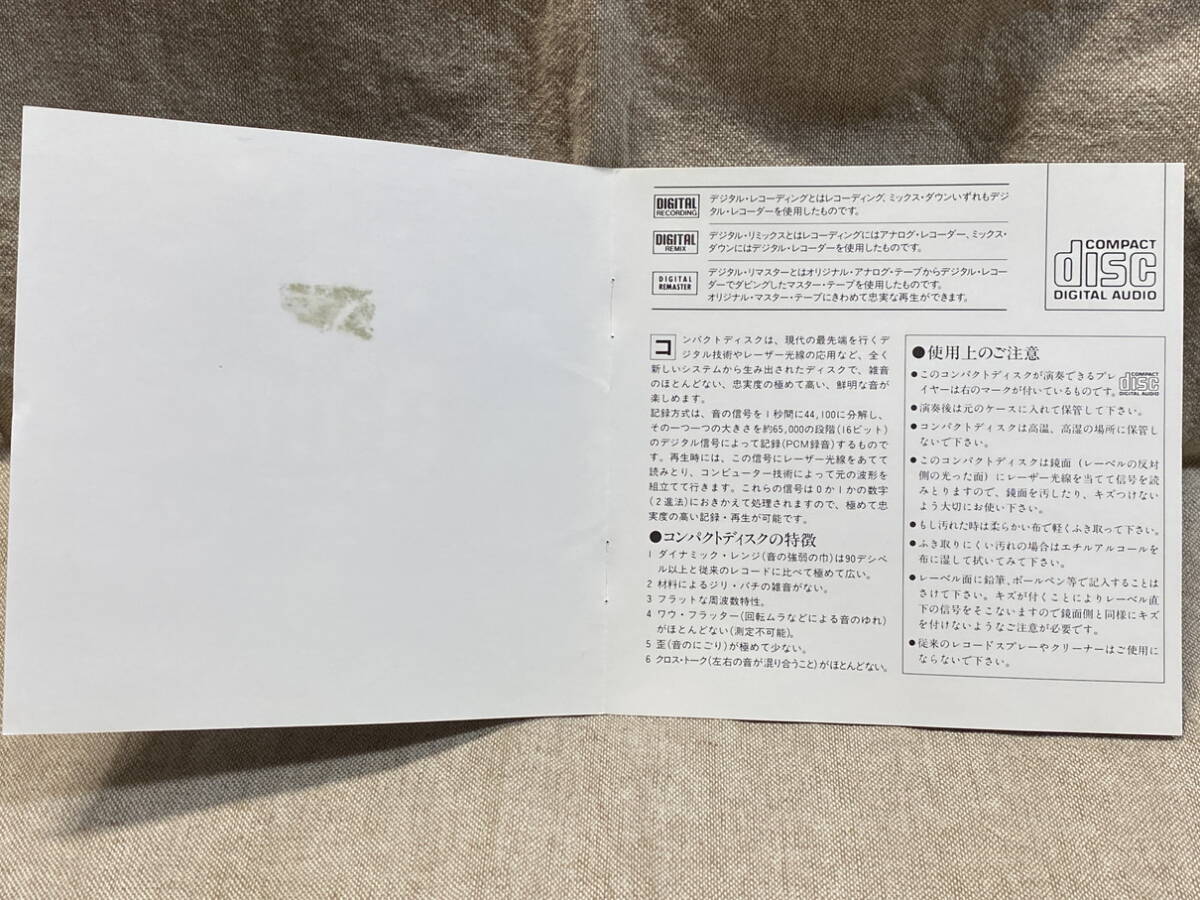 DIGITAL
RECORDING
デジタル・レコーディングとはレコーディング、ミックス・ダウンいずれもデジ
タル・レコーダーを使用したものです。
DIGITAL
REMIX
デジタル・リミックスとはレコーディングにはアナログ・レコーダー、ミックス・
ダウンにはデジタル・レコーダーを使用したものです。
DIGITAL
REMASTER
デジタル・リマスターとはオリジナル・アナログ・テープからデジタル・レコー
ダーでダビングしたマスター・テープを使用したものです。
オリジナル・マスター・テープにきわめて忠実な再生ができます。
COMPACT
disc
DIGITAL AUDIO
コンパクトディスクは、現代の最先端を行くデ
ジタル技術やレーザー光線の応用など、全く
新しいシステムから生み出されたディスクで、雑音
のほとんどない、忠実度の極めて高い、鮮明な音が
楽しめます。
記録方式は、音の信号を1秒間に44,100に分解し、
その一つ一つの大きさを約65,000の段階(16ビット)
のデジタル信号によって記録(PCM録音)するもので
す。再生時には、この信号にレーザー光線をあてて
読みとり、コンピューター技術によって元の波形を
組立てて行きます。これらの信号は0か1かの数字
(2進法)におきかえて処理されますので、極めて忠
実度の高い記録・再生が可能です。
●コンパクトディスクの特徴
1 ダイナミック・レンジ(音の強弱の巾)は90デシベ
ル以上と従来のレコードに比べて極めて広い。
2 材料によるジリ・パチの雑音がない。
3 フラットな周波数特性。
4 ワウ・フラッター(回転ムラなどによる音のゆれ)
がほとんどない(測定不可能)。
5 歪(音のにごり)が極めて少ない。
6 クロス・トーク(左右の音が混り合うこと)がほとんどない。
●使用上のご注意
●このコンパクトディスクが演奏できるプレ
イヤーは右のマークが付いているものです。
COMPACT
disc
DIGITAL AUDIO
●演奏後は元のケースに入れて保管して下さい。
●コンパクトディスクは高温、高湿の場所に保管し
ないで下さい。
●このコンパクトディスクは鏡面(レーベルの反対
側の光った面)にレーザー光線を当てて信号を読
みとりますので、鏡面を汚したり、キズつけない
よう大切にお使い下さい。
●もし汚れた時は柔らかい布で軽くふき取って下さい。
●ふき取りにくい汚れの場合はエチルアルコールを
布に湿して拭いてみて下さい。
●レーベル面に鉛筆、ボールペン等で記入することは
さけて下さい。キズが付くことによりレーベル直
下の信号をそこないますので鏡面側と同様にキズ
を付けないようなご注意が必要です。
●従来のレコードスプレーやクリーナーはご使用に
ならないで下さい。